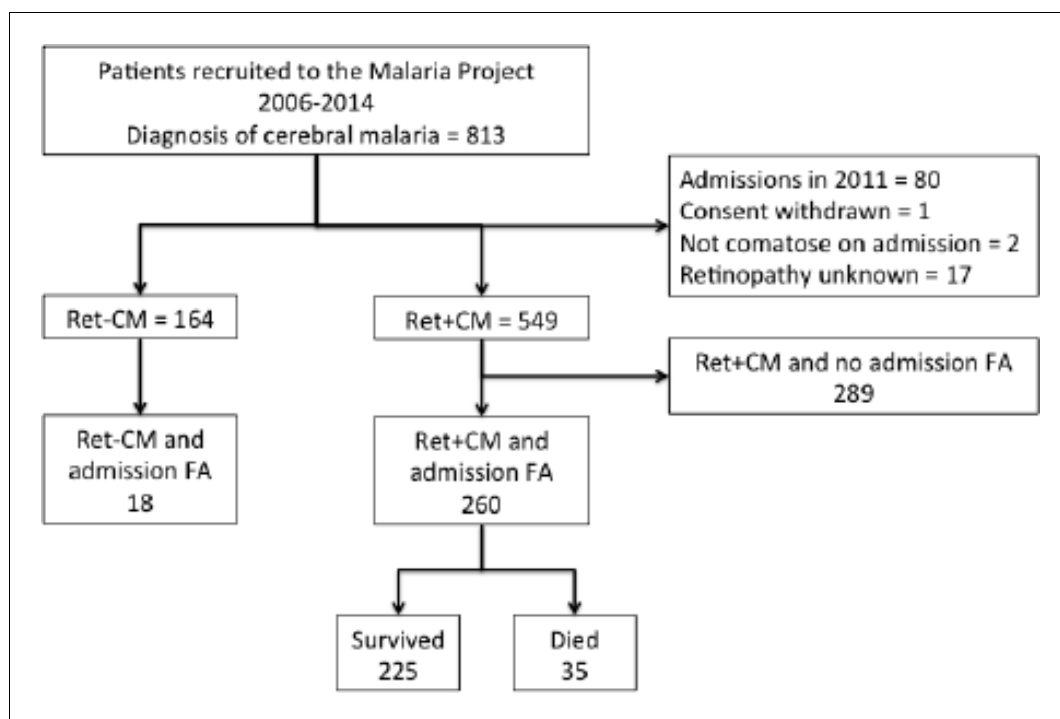 Patients recruited to the Malaria Project
2006-2014
Diagnosis of cerebral malaria = 813
Admissions in 2011 = 80
Consent withdrawn = 1
Not comatose on admission = 2
Retinopathy unknown = 17
Ret-CM = 164
Ret+CM = 549
Ret+CM and no admission FA
289
Ret-CM and
admission FA
18
Ret+CM and
admission FA
260
Survived
225
Died
35